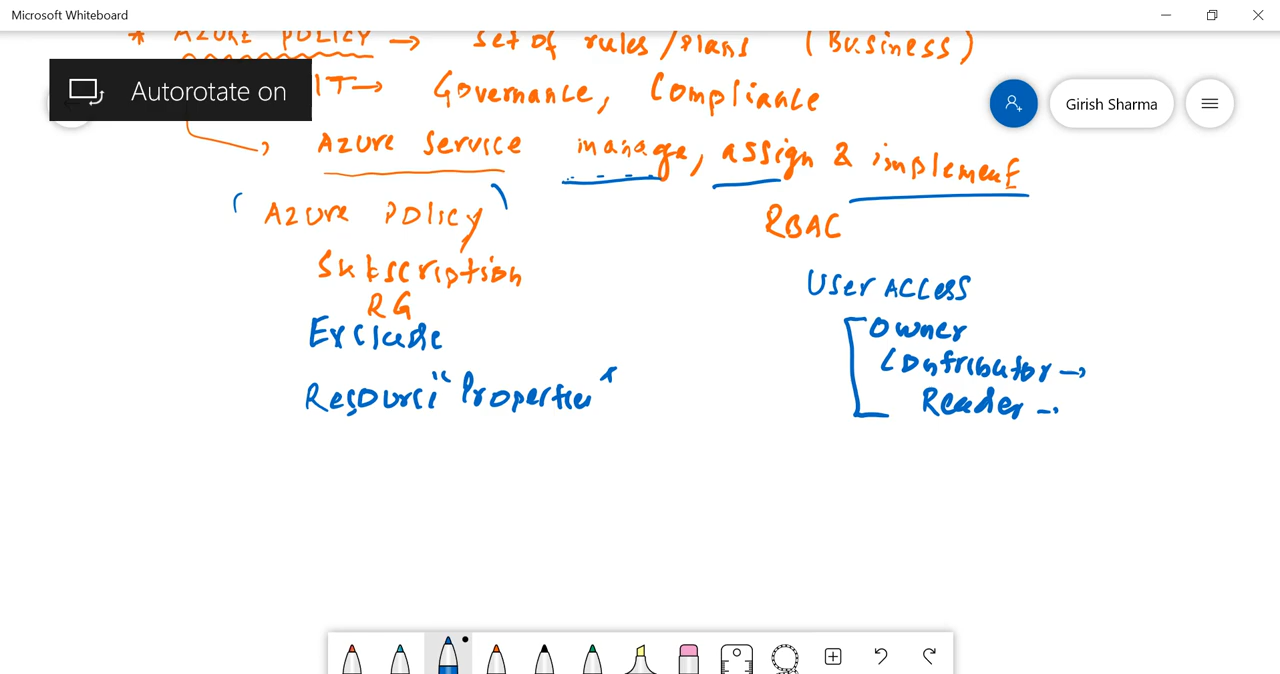 Microsoft Whiteboard
* AZURE POLICY → set of rules/plans (Business)
Autorotate on
IT → Governance, Compliance
Girish Sharma
Azure Service manage, assign & implement
(Azure Policy)
RBAC
Subscription
RG
User Access
Exclude
Owner
Contributor →
Resource "Properties"
Reader →